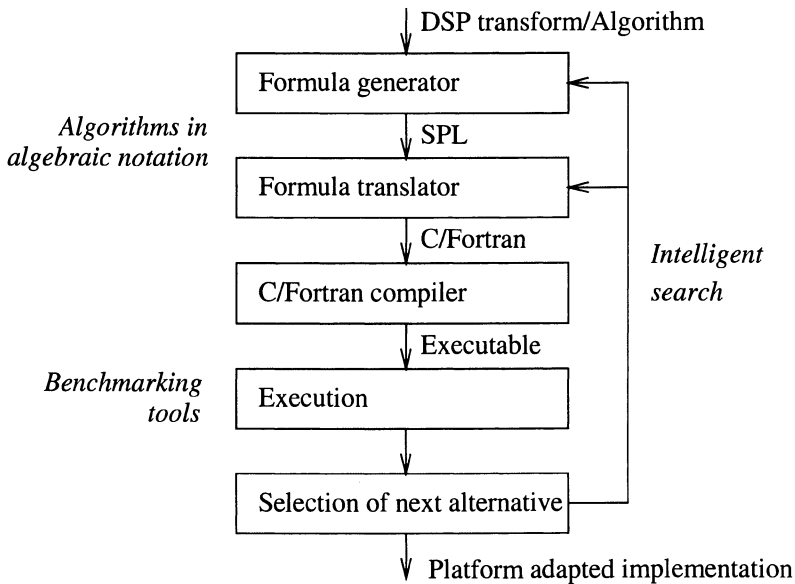 DSP transform/Algorithm
Formula generator
Algorithms in
algebraic notation
SPL
Formula translator
C/Fortran
Intelligent
search
C/Fortran compiler
Executable
Benchmarking
tools
Execution
Selection of next alternative
Platform adapted implementation